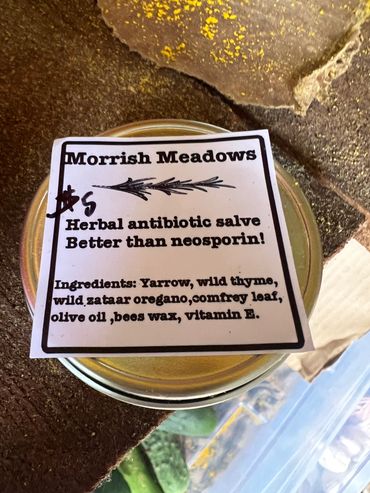 Morrish Meadows
Herbal antibiotic salve
Better than neosporin!
Ingredients: Yarrow, wild thyme,
wild zataar oregano,comfrey leaf,
olive oil ,bees wax, vitamin E.